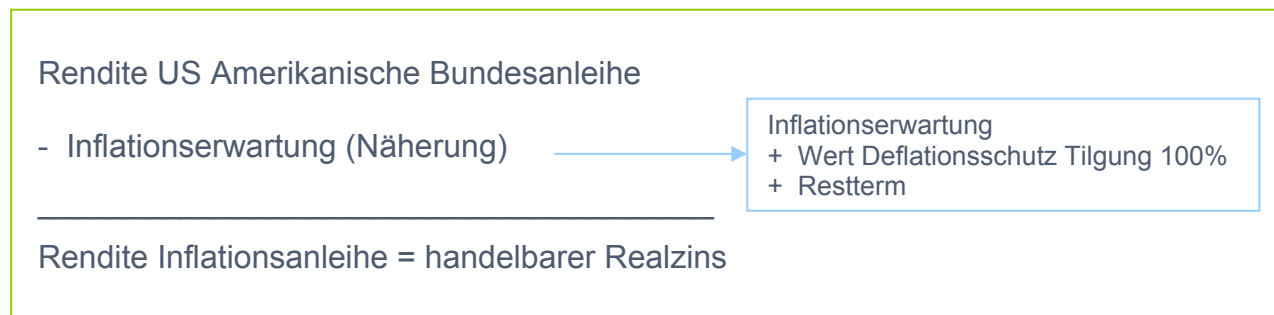 Rendite US Amerikanische Bundesanleihe
- Inflationserwartung (Näherung)
Inflationserwartung
+ Wert Deflationsschutz Tilgung 100%
+ Restterm
Rendite Inflationsanleihe = handelbarer Realzins